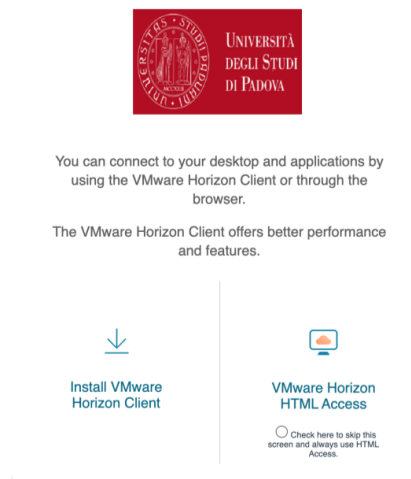 UNIVERSITÀ
DEGLI STUDI
DI PADOVA
You can connect to your desktop and applications by
using the VMware Horizon Client or through the
browser.
The VMware Horizon Client offers better performance
and features.
Install VMware
Horizon Client
VMware Horizon
HTML Access
Check here to skip this
screen and always use HTML
Access.